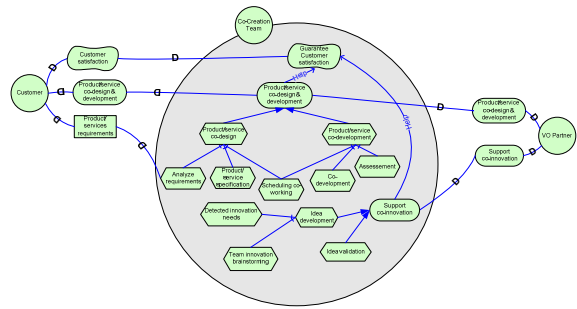 Co-Creation
Team
Customer
satisfaction
D
D
Guarantee
Customer
satisfaction
Help
Customer
D
Product/service
co-design &
development
D
Product/service
co-design &
development
D
Product/service
co-design &
development
D
Product/
services
requirements
D
D
Help
VO Partner
Product/service
co-design
Product/service
co-development
Support
co-innovation
D
Analyze
requirements
Product/
service
specification
Scheduling co-
working
Co-
development
Assessement
D
Detected innovation
needs
Idea
development
Support
co-innovation
Team innovation
brainstorming
Idea validation